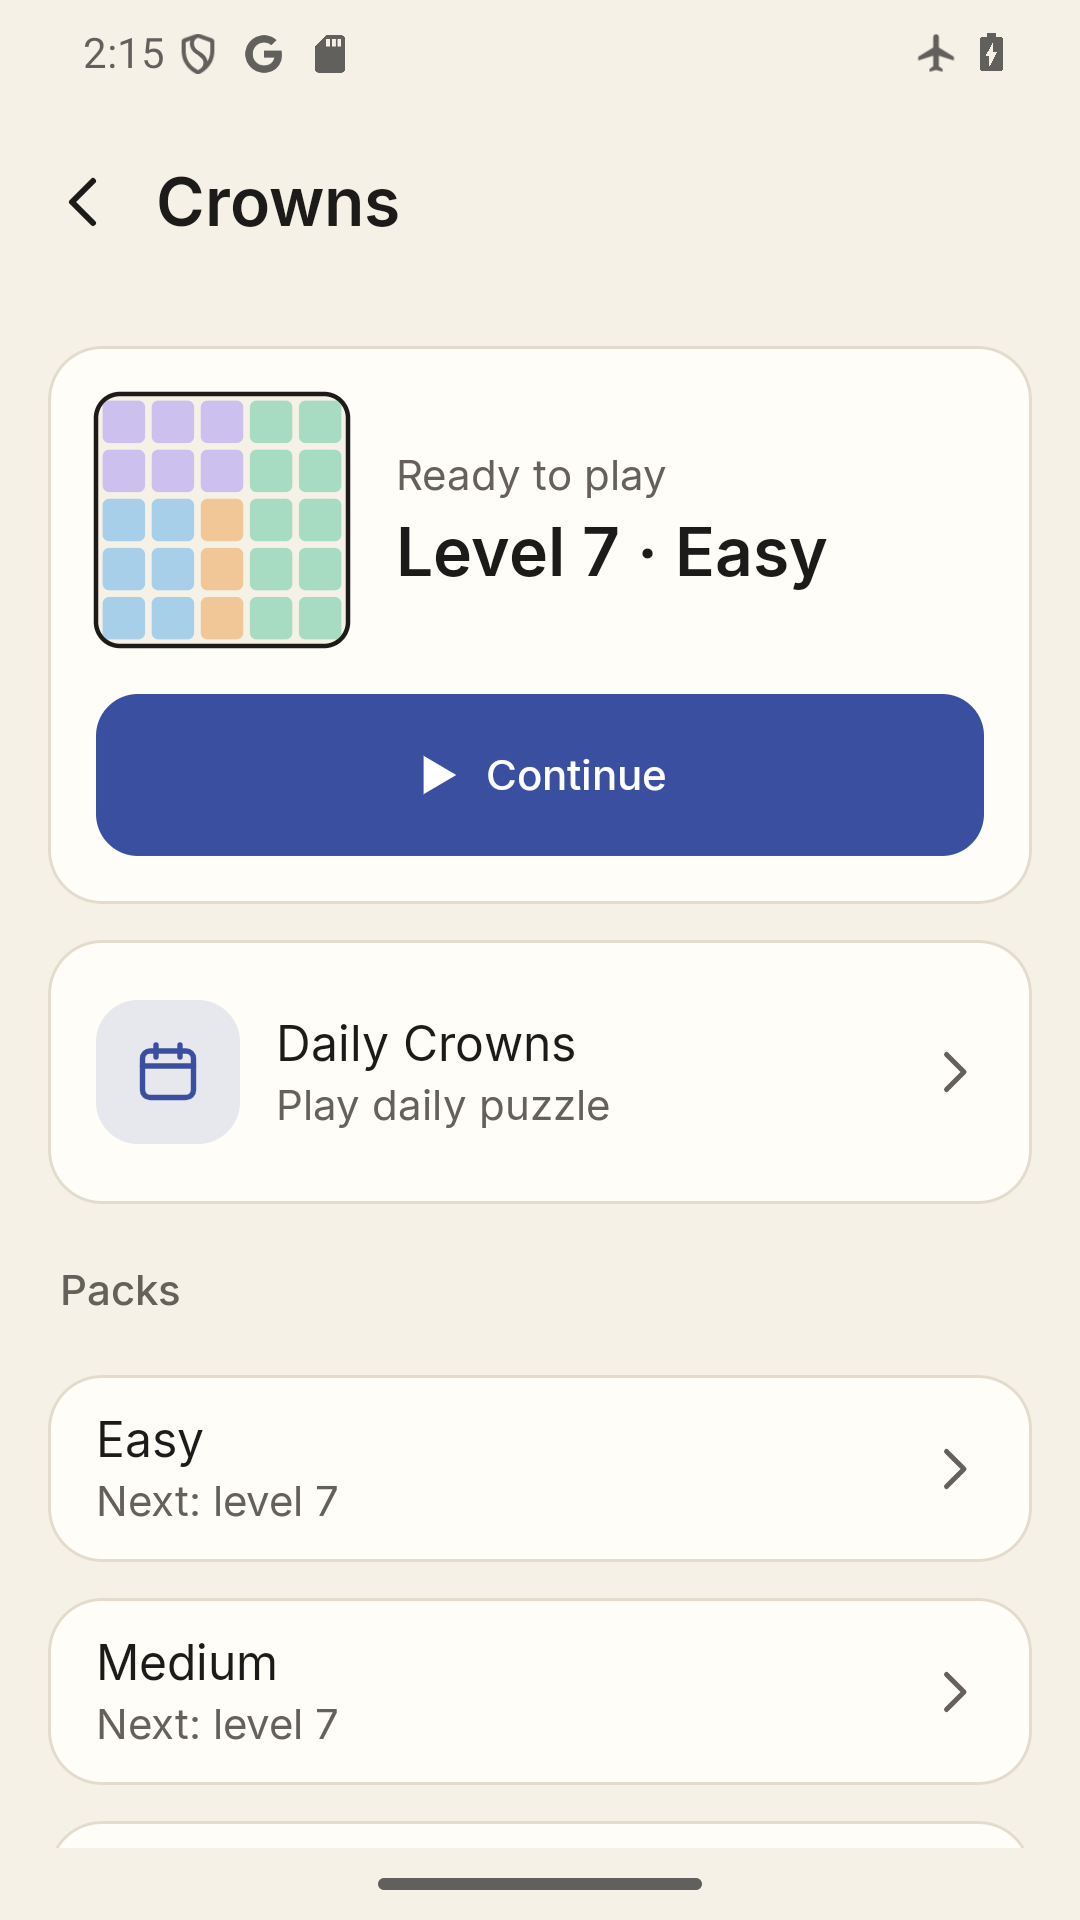 2:15
Crowns
Ready to play
Level 7 · Easy
Continue
Daily Crowns
Play daily puzzle
Packs
Easy
Next: level 7
Medium
Next: level 7